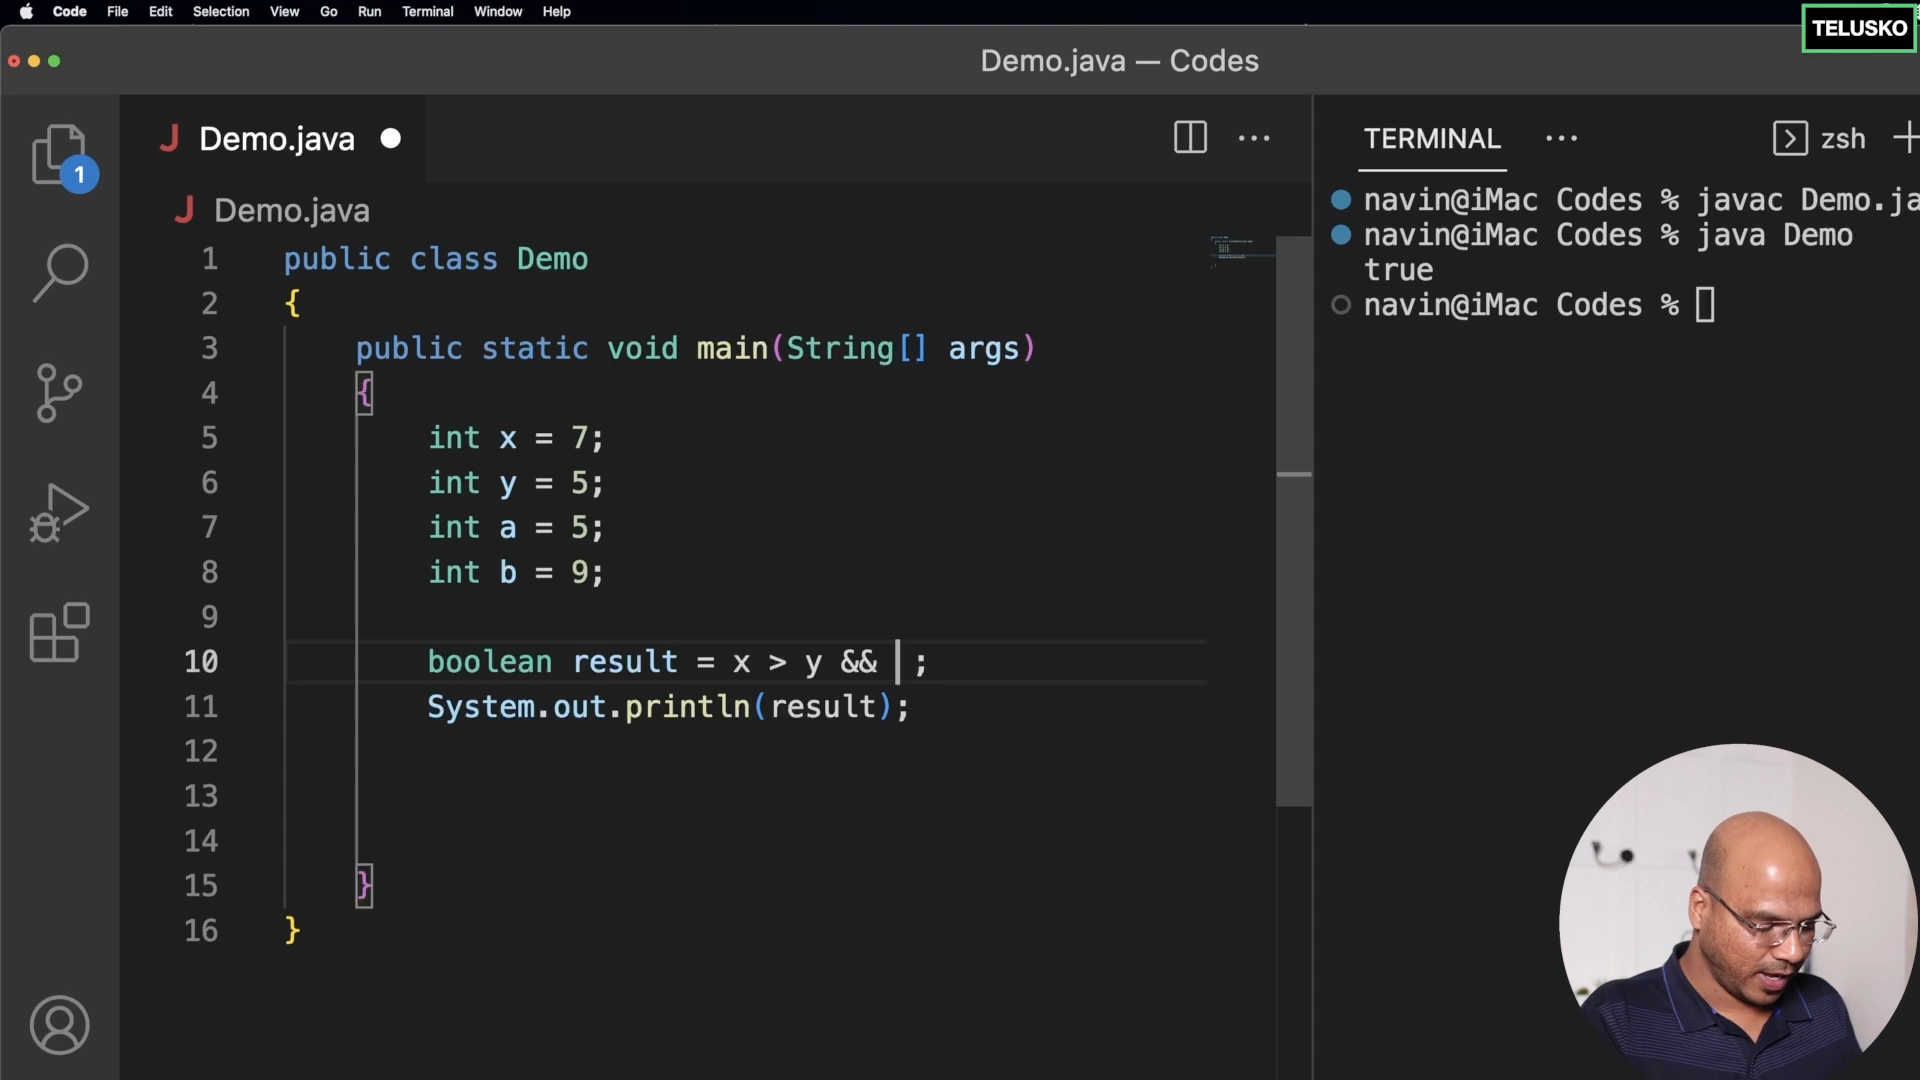 Code File Edit Selection View Go Run Terminal Window Help
TELUSKO
Demo.java — Codes
1
J Demo.java
TERMINAL
zsh
J Demo.java
1 public class Demo
2 {
3 public static void main(String[] args)
4 {
5 int x = 7;
6 int y = 5;
7 int a = 5;
8 int b = 9;
9
10 boolean result = x > y && ;
11 System.out.println(result);
12
13
14
15 }
16 }
navin@iMac Codes % javac Demo.ja
navin@iMac Codes % java Demo
true
navin@iMac Codes %